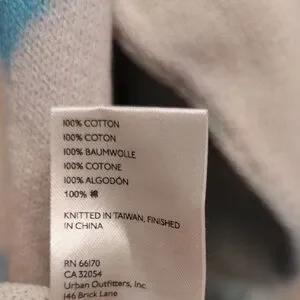 100% COTTON
100% COTON
100% BAUMWOLLE
100% COTONE
100% ALGODÓN
100% 棉
KNITTED IN TAIWAN, FINISHED
IN CHINA
RN 66170
CA 32054
Urban Outfitters, Inc
146 Brick Lane